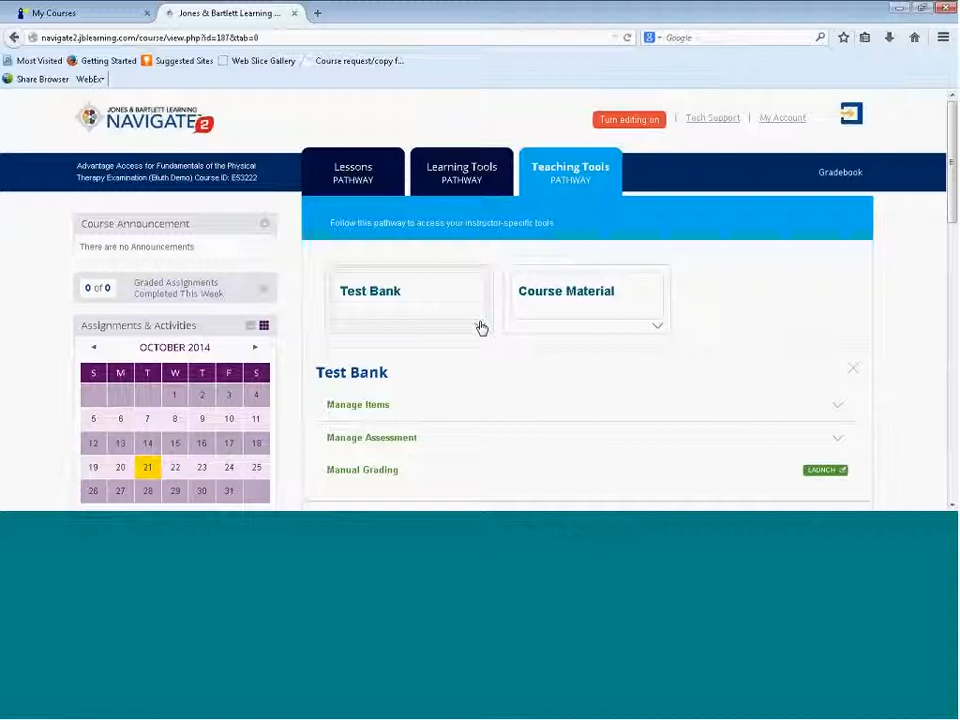 My Courses × Jones & Bartlett Learning ... × +
navigate2.jblearning.com/course/view.php?id=187&tab=0
Google
Most Visited Getting Started Suggested Sites Web Slice Gallery Course request/copy f...
Share Browser WebEx
JONES & BARTLETT LEARNING
NAVIGATE 2
Turn editing on | Tech Support | My Account
Advantage Access for Fundamentals of the Physical
Therapy Examination (Bluth Demo) Course ID: E53222
Lessons
PATHWAY
Learning Tools
PATHWAY
Teaching Tools
PATHWAY
Gradebook
Follow this pathway to access your instructor-specific tools
Course Announcement
There are no Announcements
0 of 0 Graded Assignments
Completed This Week
Assignments & Activities
OCTOBER 2014
S M T W T F S
1 2 3 4
5 6 7 8 9 10 11
12 13 14 15 16 17 18
19 20 21 22 23 24 25
26 27 28 29 30 31
Test Bank
Course Material
Test Bank
Manage Items
Manage Assessment
Manual Grading LAUNCH